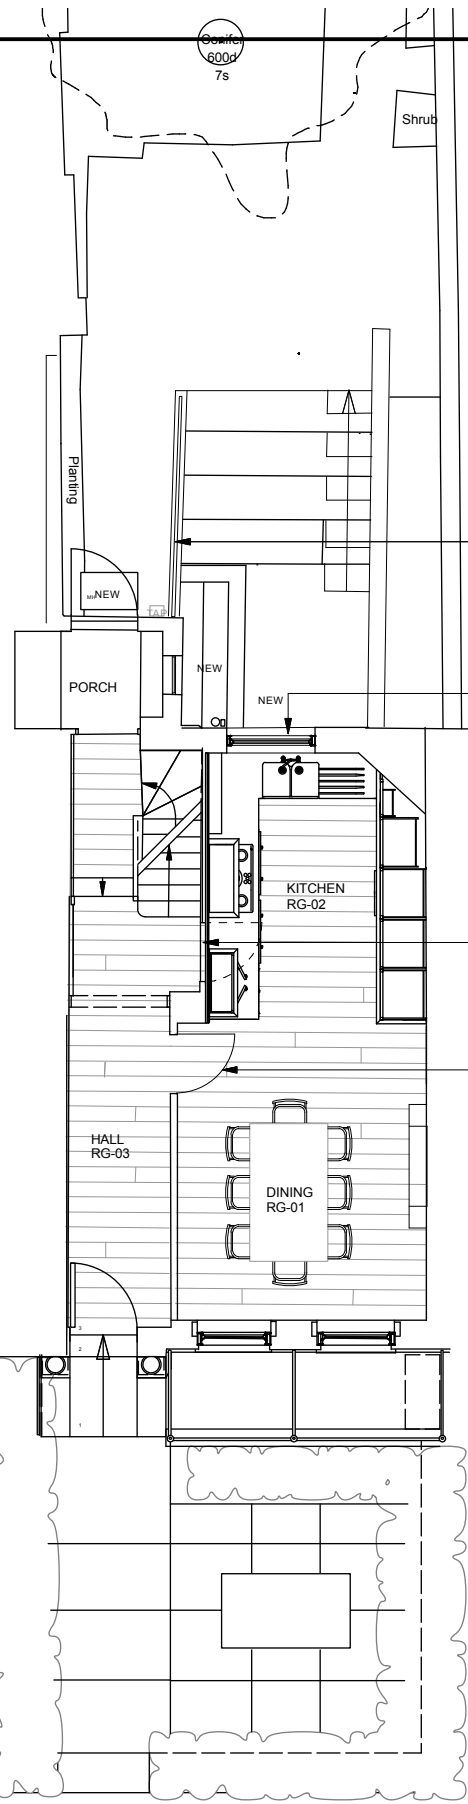 Conifer
600d
7s
Shrub
Planting
MH
NEW
TAP
PORCH
NEW
NEW
KITCHEN
RG-02
HALL
RG-03
DINING
RG-01
3
2
1